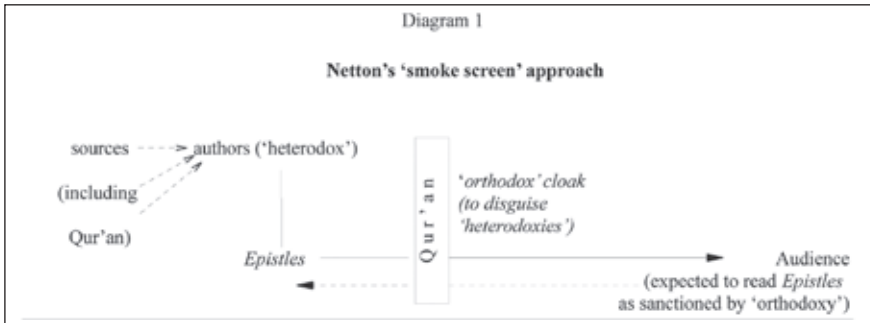 Diagram 1
Netton's 'smoke screen' approach
sources
authors ('heterodox')
(including
Qur'an)
Epistles
Qur'an
'orthodox' cloak
(to disguise
'heterodoxies')
Audience
(expected to read Epistles
as sanctioned by 'orthodoxy')